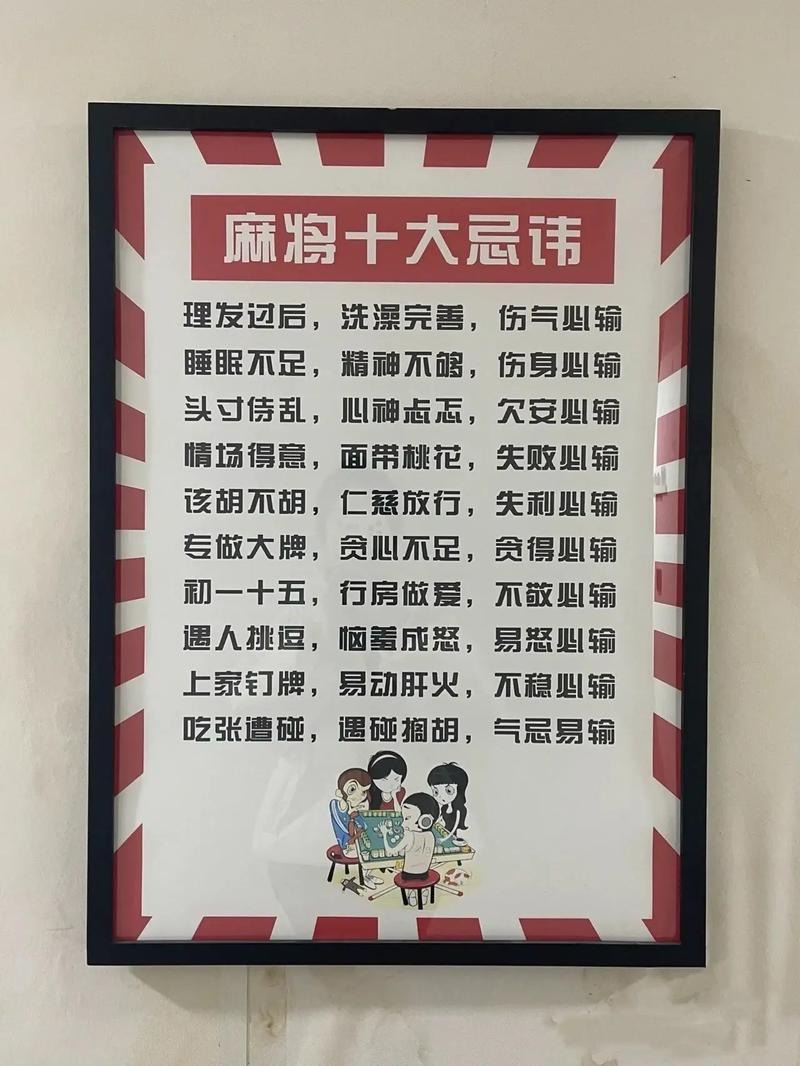 麻将十大忌讳
理发过后，洗澡完善，伤气必输
睡眠不足，精神不够，伤身必输
头寸侍乱，心神忐忑，欠安必输
情场得意，面带桃花，失败必输
该胡不胡，仁慈放行，失利必输
专做大牌，贪心不足，贪得必输
初一十五，行房做爱，不敬必输
遇人挑逗，恼羞成怒，易怒必输
上家钉牌，易动肝火，不稳必输
吃张遭碰，遇碰搁胡，气忌易输